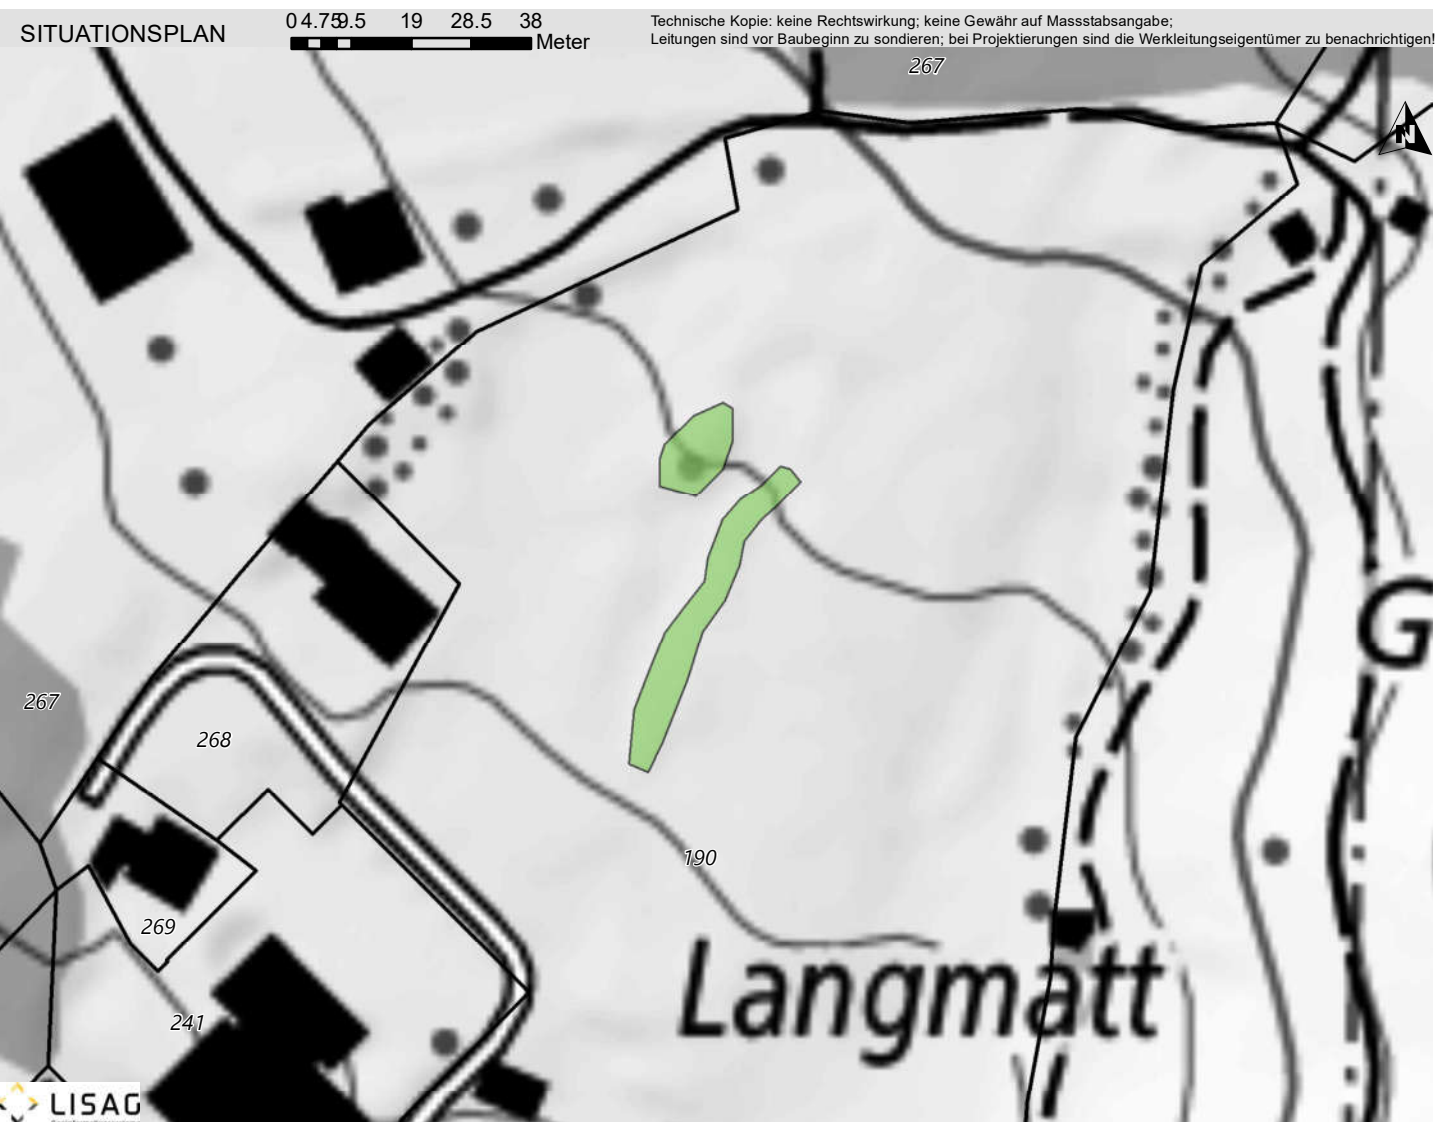 SITUATIONSPLAN
0 4.75 9.5 19 28.5 38
Meter
Technische Kopie: keine Rechtswirkung; keine Gewähr auf Massstabsangabe;
Leitungen sind vor Baubeginn zu sondieren; bei Projektierungen sind die Werkleitungseigentümer zu benachrichtigen!
267
N
G
267
268
190
269
Langmatt
241
LISAG